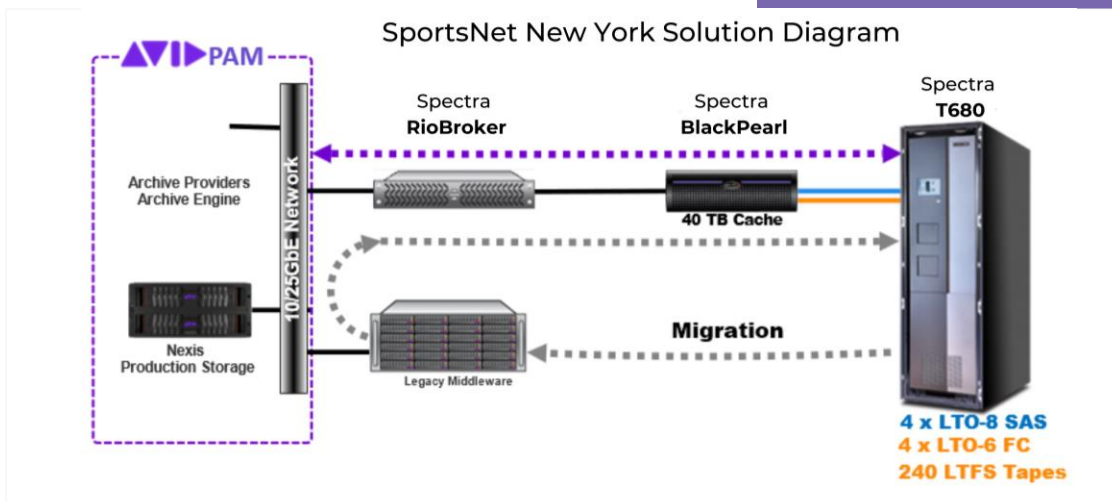 SportsNet New York Solution Diagram
AVID PAM
Spectra
RioBroker
Spectra
BlackPearl
Spectra
T680
10/25GbE Network
Archive Providers
Archive Engine
40 TB Cache
Nexis
Production Storage
Legacy Middleware
Migration
4 x LTO-8 SAS
4 x LTO-6 FC
240 LTFS Tapes